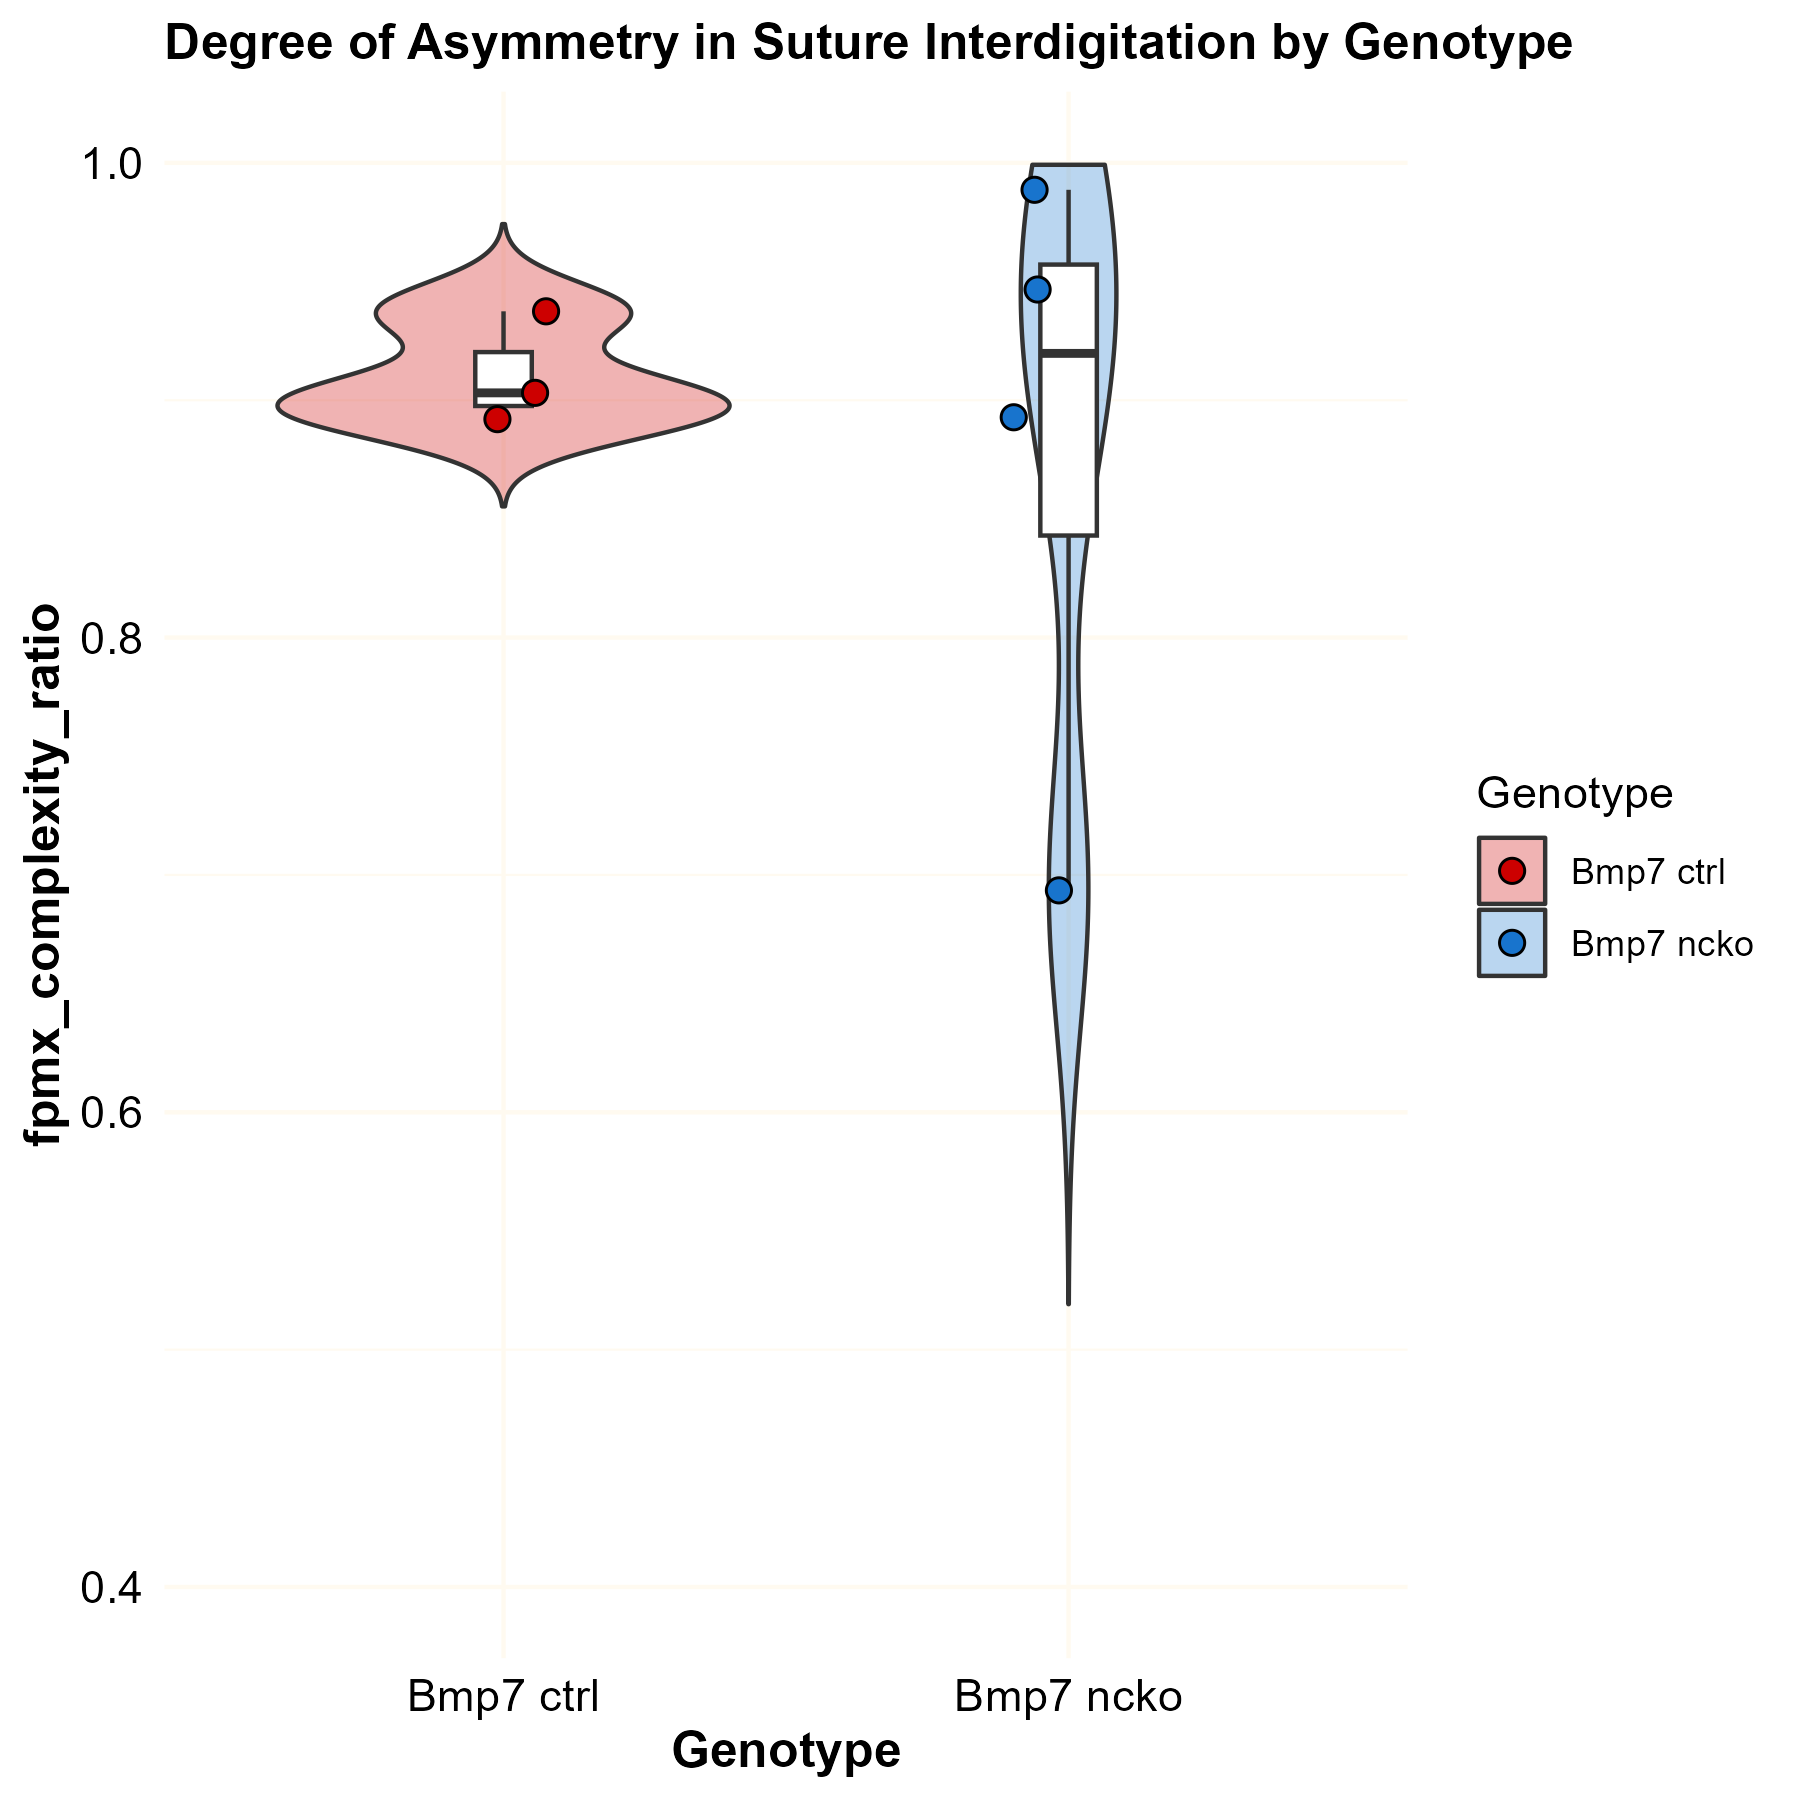 Degree of Asymmetry in Suture Interdigitation by Genotype
fpmx_complexity_ratio
1.0
0.8
0.6
0.4
Bmp7 ctrl
Bmp7 ncko
Genotype
Genotype
Bmp7 ctrl
Bmp7 ncko